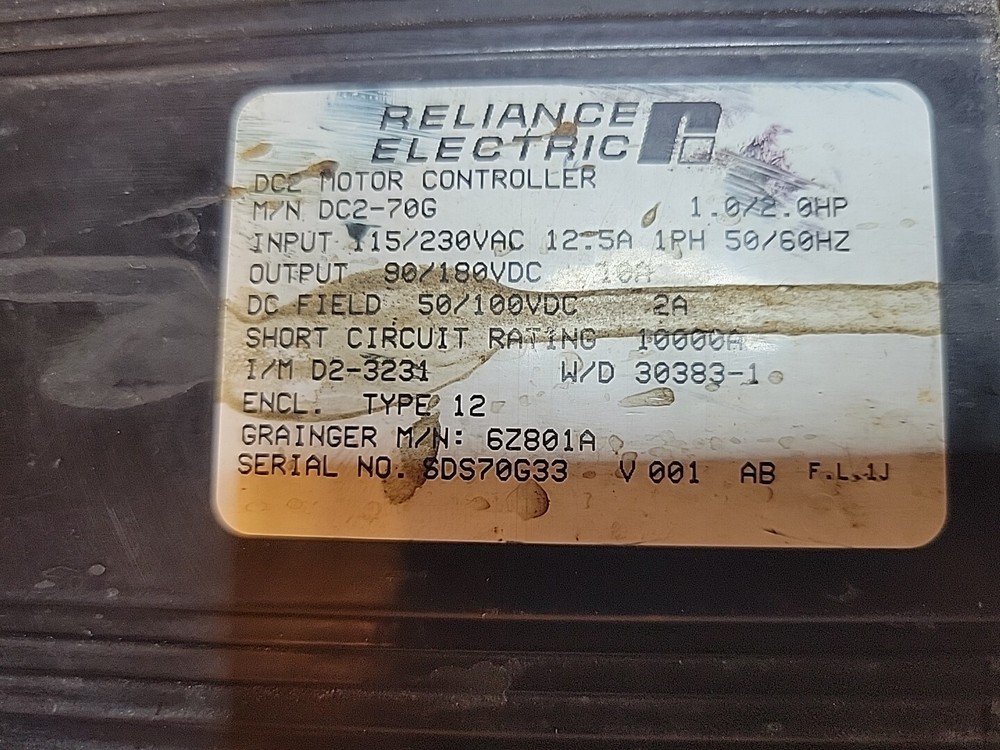 RELIANCE
ELECTRIC
DC2 MOTOR CONTROLLER
M/N DC2-70G 1.0/2.0HP
INPUT 115/230VAC 12.5A 1PH 50/60HZ
OUTPUT 90/180VDC 10A
DC FIELD 50/100VDC 2A
SHORT CIRCUIT RATING 10000A
I/M D2-3231 W/D 30383-1
ENCL. TYPE 12
GRAINGER M/N: 6Z801A
SERIAL NO. SDS70G33 V 001 AB F.L.1J